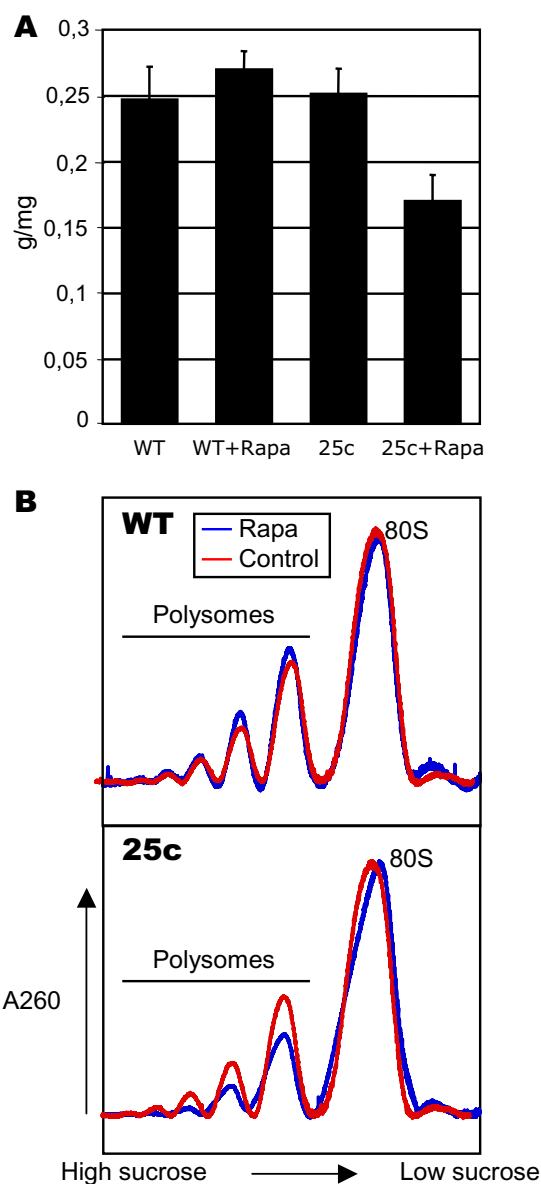 A
0,3
0,25
0,2
0,15
0,1
0,05
0
g/mg
WT WT+Rapa 25c 25c+Rapa
B
WT
Rapa
Control
80S
Polysomes
25c
80S
Polysomes
A260
High sucrose Low sucrose